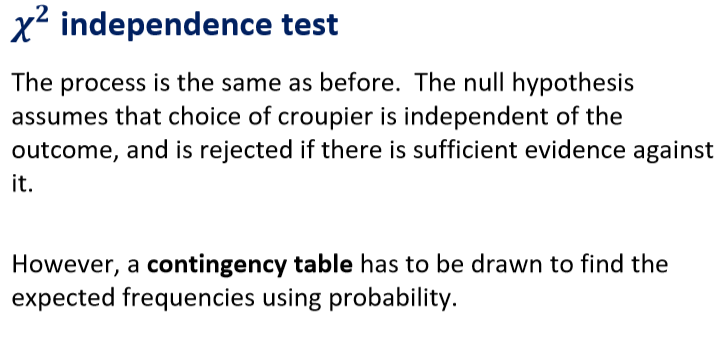 χ² independence test
The process is the same as before. The null hypothesis
assumes that choice of croupier is independent of the
outcome, and is rejected if there is sufficient evidence against
it.
However, a contingency table has to be drawn to find the
expected frequencies using probability.